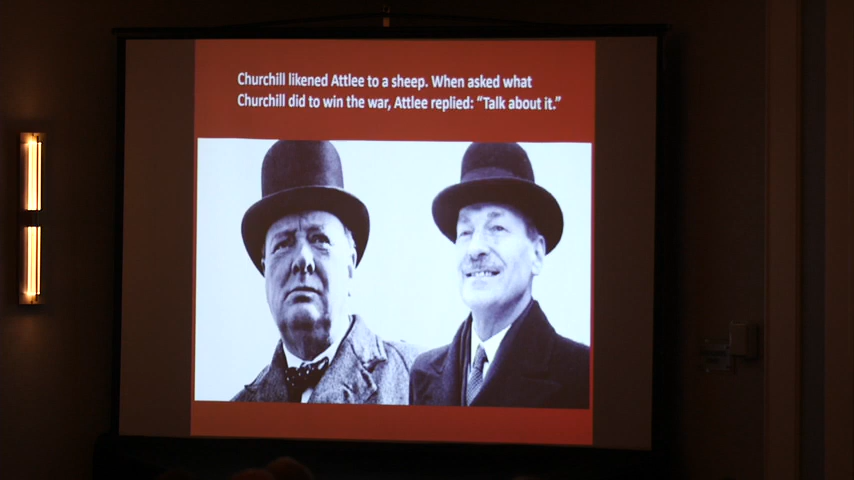 Churchill likened Attlee to a sheep. When asked what
Churchill did to win the war, Attlee replied: “Talk about it.”